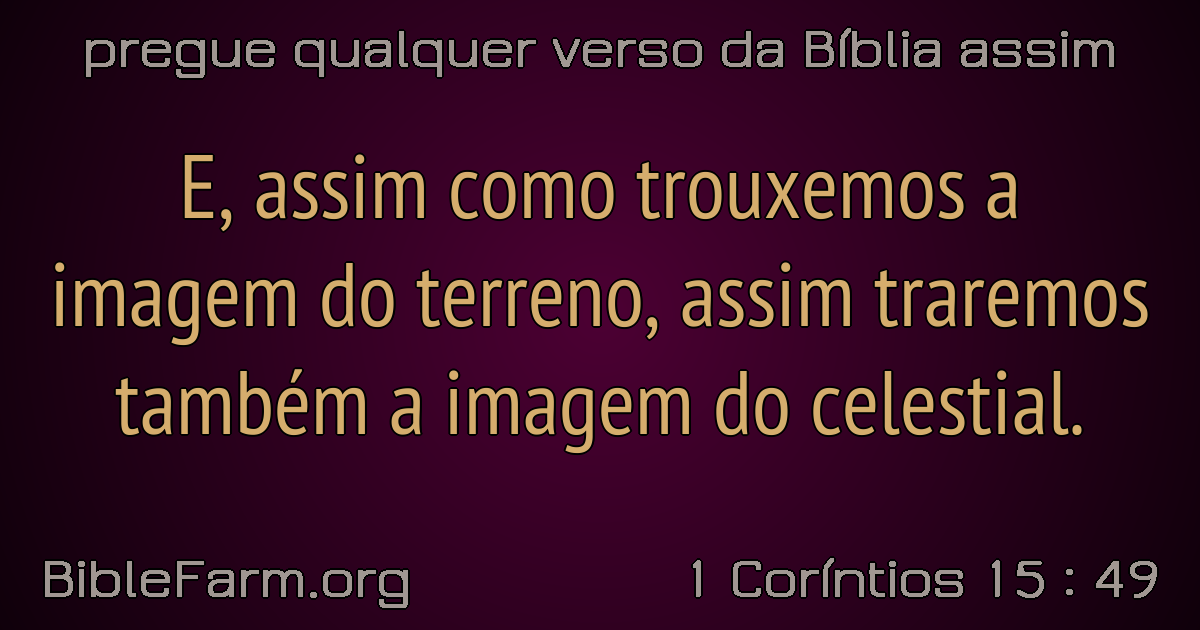 pregue qualquer verso da Bíblia assim
E, assim como trouxemos a
imagem do terreno, assim traremos
também a imagem do celestial.
BibleFarm.org
1 Coríntios 15 : 49